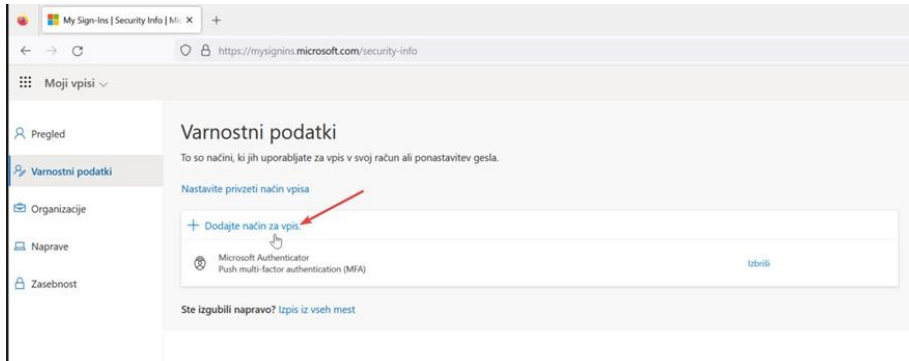 My Sign-Ins | Security Info | Mic
https://mysignins.microsoft.com/security-info
Moji vpisi
Pregled
Varnostni podatki
Organizacije
Naprave
Zasebnost
Varnostni podatki
To so načini, ki jih uporabljate za vpis v svoj račun ali ponastavitev gesla.
Nastavite privzeti način vpisa
+ Dodajte način za vpis.
Microsoft Authenticator
Push multi-factor authentication (MFA)
Izbriši
Ste izgubili napravo? Izpis iz vseh mest